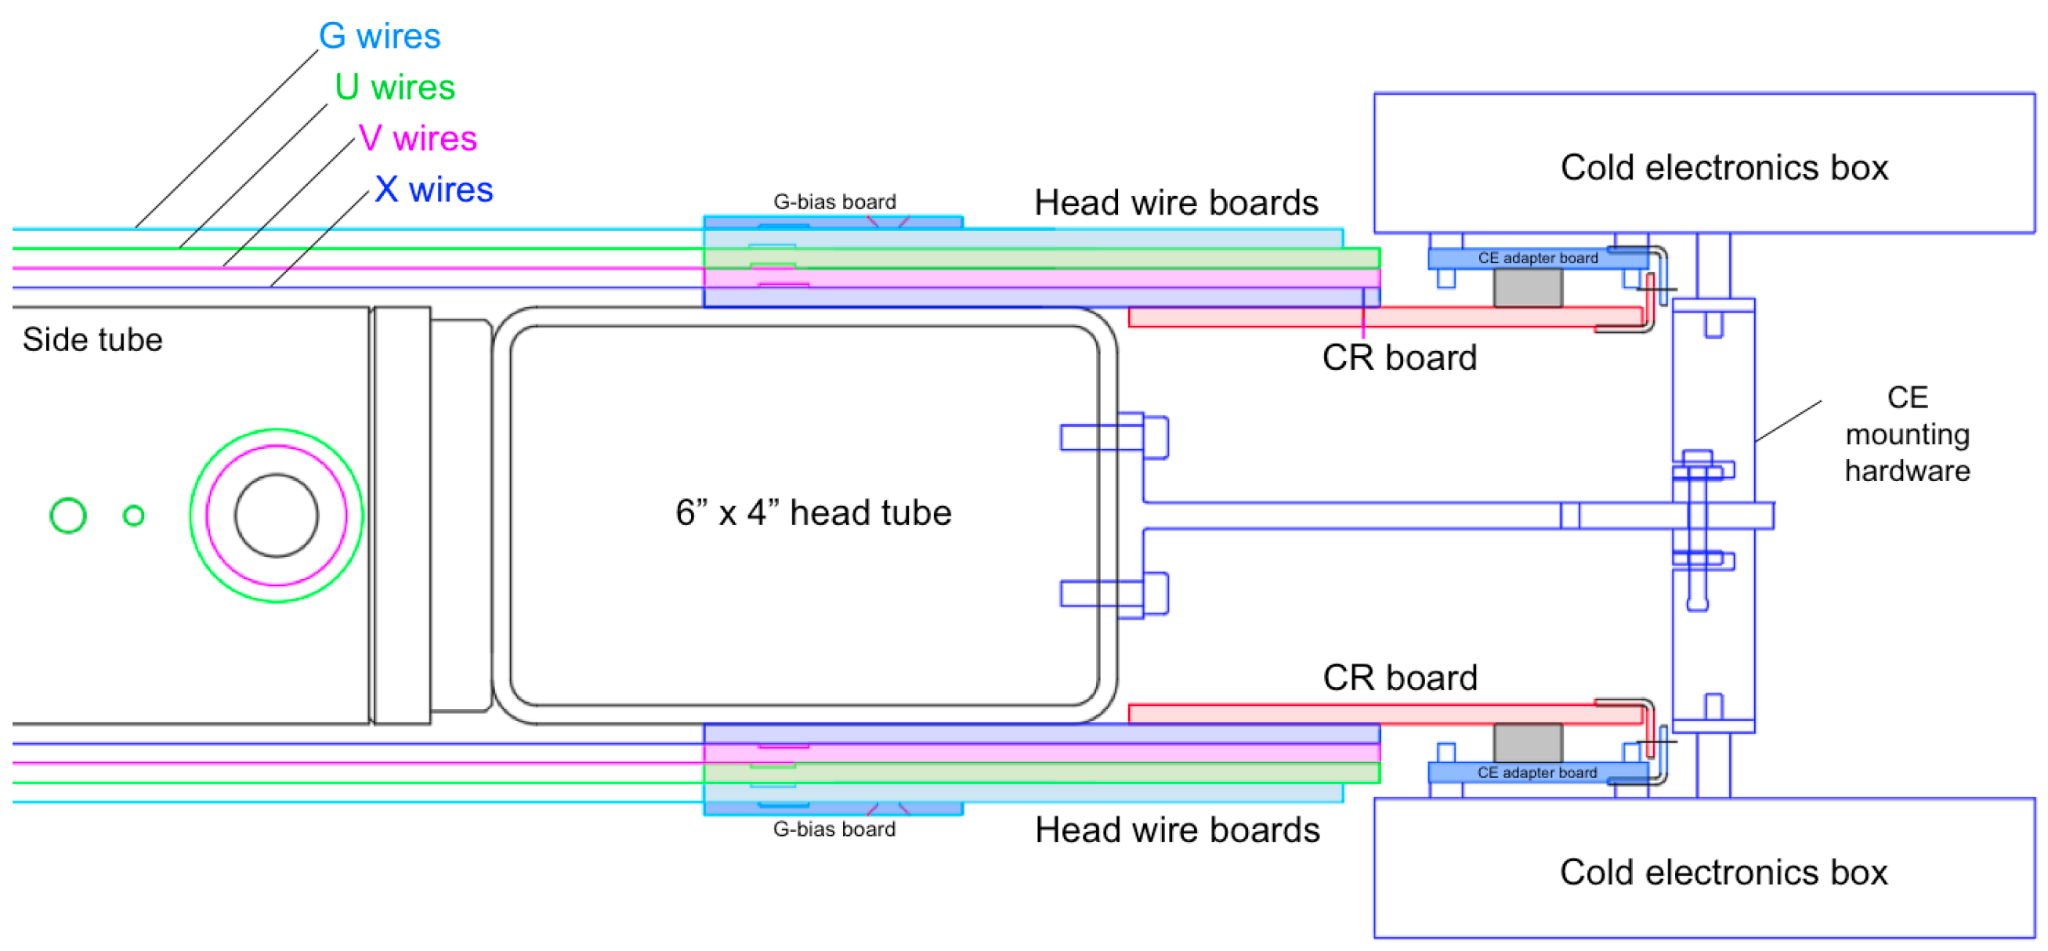 G wires
U wires
V wires
X wires
G-bias board
Head wire boards
Cold electronics box
CE adapter board
Side tube
CR board
CE
mounting
hardware
6” x 4” head tube
CR board
CE adapter board
G-bias board
Head wire boards
Cold electronics box